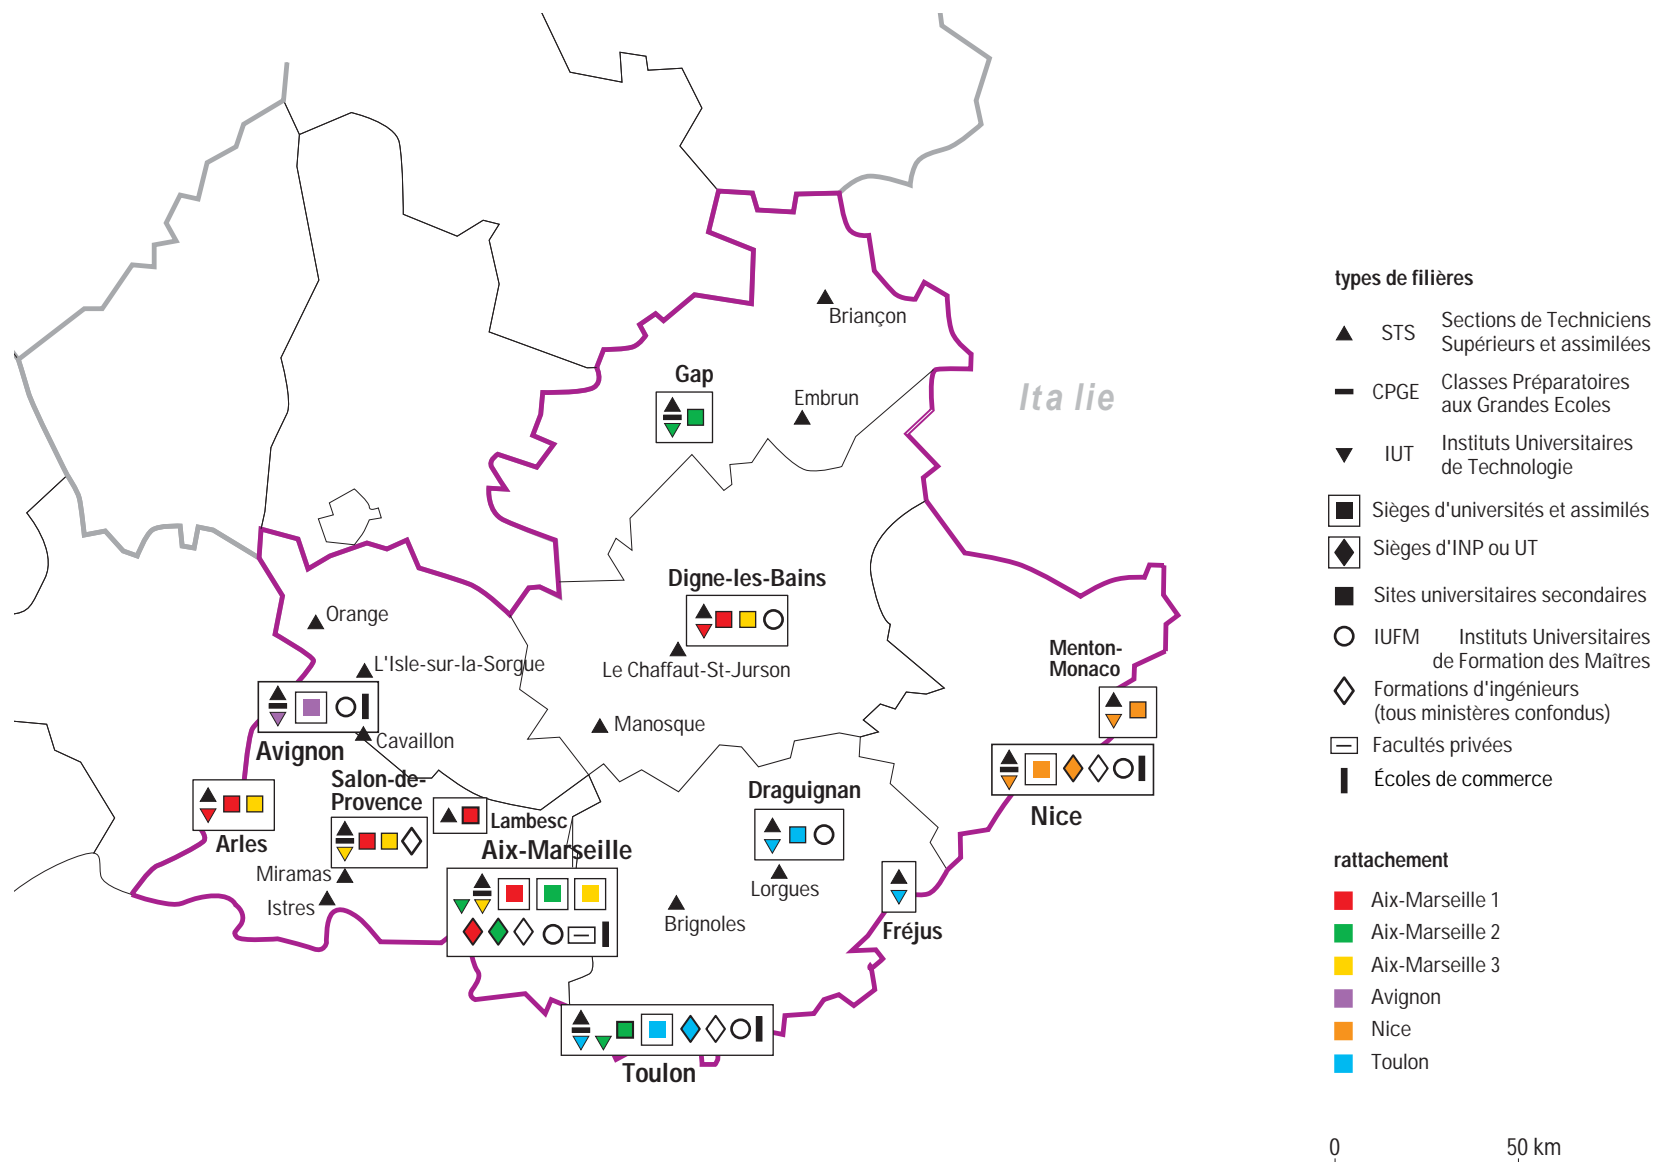 Briançon
Gap
Embrun
Ita lie
Digne-les-Bains
Orange
L'Isle-sur-la-Sorgue
Le Chaffaut-St-Jurson
Menton-
Monaco
Manosque
Avignon
Cavaillon
Salon-de-
Provence
Draguignan
Nice
Lambesc
Arles
Aix-Marseille
Miramas
Lorgues
Istres
Brignoles
Fréjus
Toulon
types de filières
STS
Sections de Techniciens
Supérieurs et assimilées
CPGE
Classes Préparatoires
aux Grandes Ecoles
IUT
Instituts Universitaires
de Technologie
Sièges d'universités et assimilés
Sièges d'INP ou UT
Sites universitaires secondaires
IUFM Instituts Universitaires
de Formation des Maîtres
Formations d'ingénieurs
(tous ministères confondus)
Facultés privées
Écoles de commerce
rattachement
Aix-Marseille 1
Aix-Marseille 2
Aix-Marseille 3
Avignon
Nice
Toulon
0 50 km